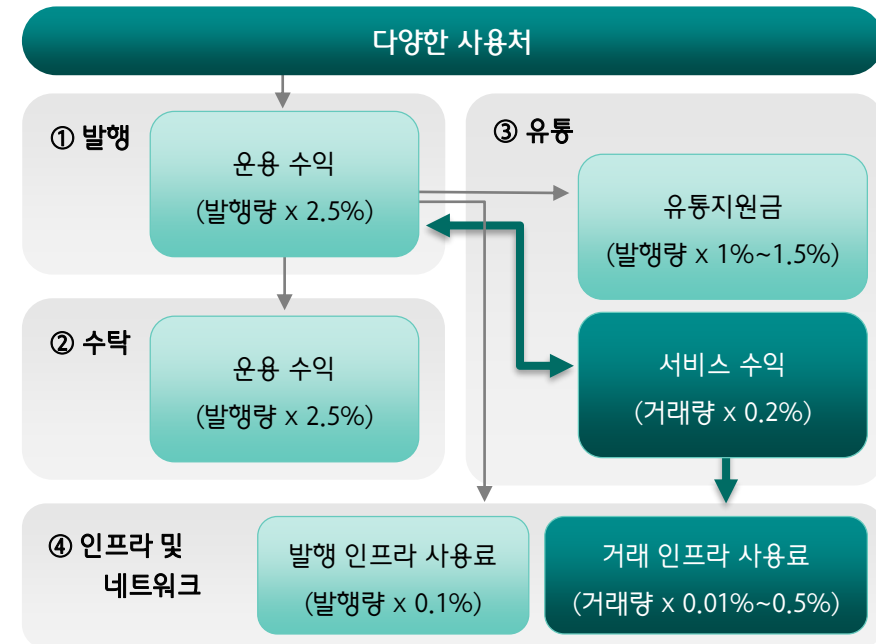 다양한 사용처
① 발행
운용 수익
(발행량 x 2.5%)
② 수탁
운용 수익
(발행량 x 2.5%)
③ 유통
유통지원금
(발행량 x 1%~1.5%)
서비스 수익
(거래량 x 0.2%)
④ 인프라 및
네트워크
발행 인프라 사용료
(발행량 x 0.1%)
거래 인프라 사용료
(거래량 x 0.01%~0.5%)